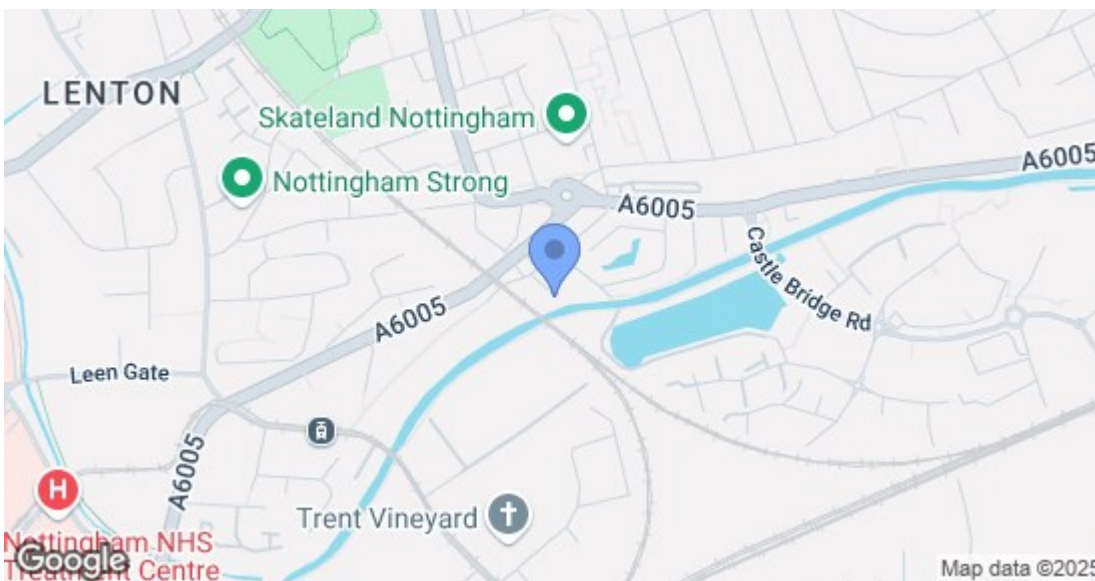 LENTON
Skateland Nottingham
Nottingham Strong
A6005
A6005
A6005
Castle Bridge Rd
Leen Gate
A6005
H
Trent Vineyard
Nottingham NHS
Treatment Centre
Google
Map data ©2025